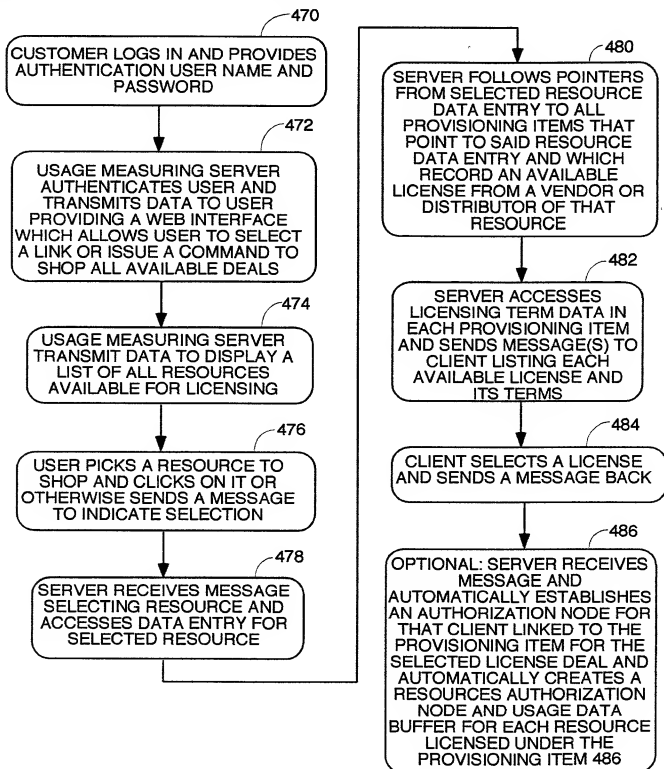 470
CUSTOMER LOGS IN AND PROVIDES
AUTHENTICATION USER NAME AND
PASSWORD
472
USAGE MEASURING SERVER
AUTHENTICATES USER AND
TRANSMITS DATA TO USER
PROVIDING A WEB INTERFACE
WHICH ALLOWS USER TO SELECT
A LINK OR ISSUE A COMMAND TO
SHOP ALL AVAILABLE DEALS
474
USAGE MEASURING SERVER
TRANSMIT DATA TO DISPLAY A
LIST OF ALL RESOURCES
AVAILABLE FOR LICENSING
476
USER PICKS A RESOURCE TO
SHOP AND CLICKS ON IT OR
OTHERWISE SENDS A MESSAGE
TO INDICATE SELECTION
478
SERVER RECEIVES MESSAGE
SELECTING RESOURCE AND
ACCESSES DATA ENTRY FOR
SELECTED RESOURCE
480
SERVER FOLLOWS POINTERS
FROM SELECTED RESOURCE
DATA ENTRY TO ALL
PROVISIONING ITEMS THAT
POINT TO SAID RESOURCE
DATA ENTRY AND WHICH
RECORD AN AVAILABLE
LICENSE FROM A VENDOR OR
DISTRIBUTOR OF THAT
RESOURCE
482
SERVER ACCESSES
LICENSING TERM DATA IN
EACH PROVISIONING ITEM
AND SENDS MESSAGE(S) TO
CLIENT LISTING EACH
AVAILABLE LICENSE AND
ITS TERMS
484
CLIENT SELECTS A LICENSE
AND SENDS A MESSAGE BACK
486
OPTIONAL: SERVER RECEIVES
MESSAGE AND
AUTOMATICALLY ESTABLISHES
AN AUTHORIZATION NODE FOR
THAT CLIENT LINKED TO THE
PROVISIONING ITEM FOR THE
SELECTED LICENSE DEAL AND
AUTOMATICALLY CREATES A
RESOURCES AUTHORIZATION
NODE AND USAGE DATA
BUFFER FOR EACH RESOURCE
LICENSED UNDER THE
PROVISIONING ITEM 486